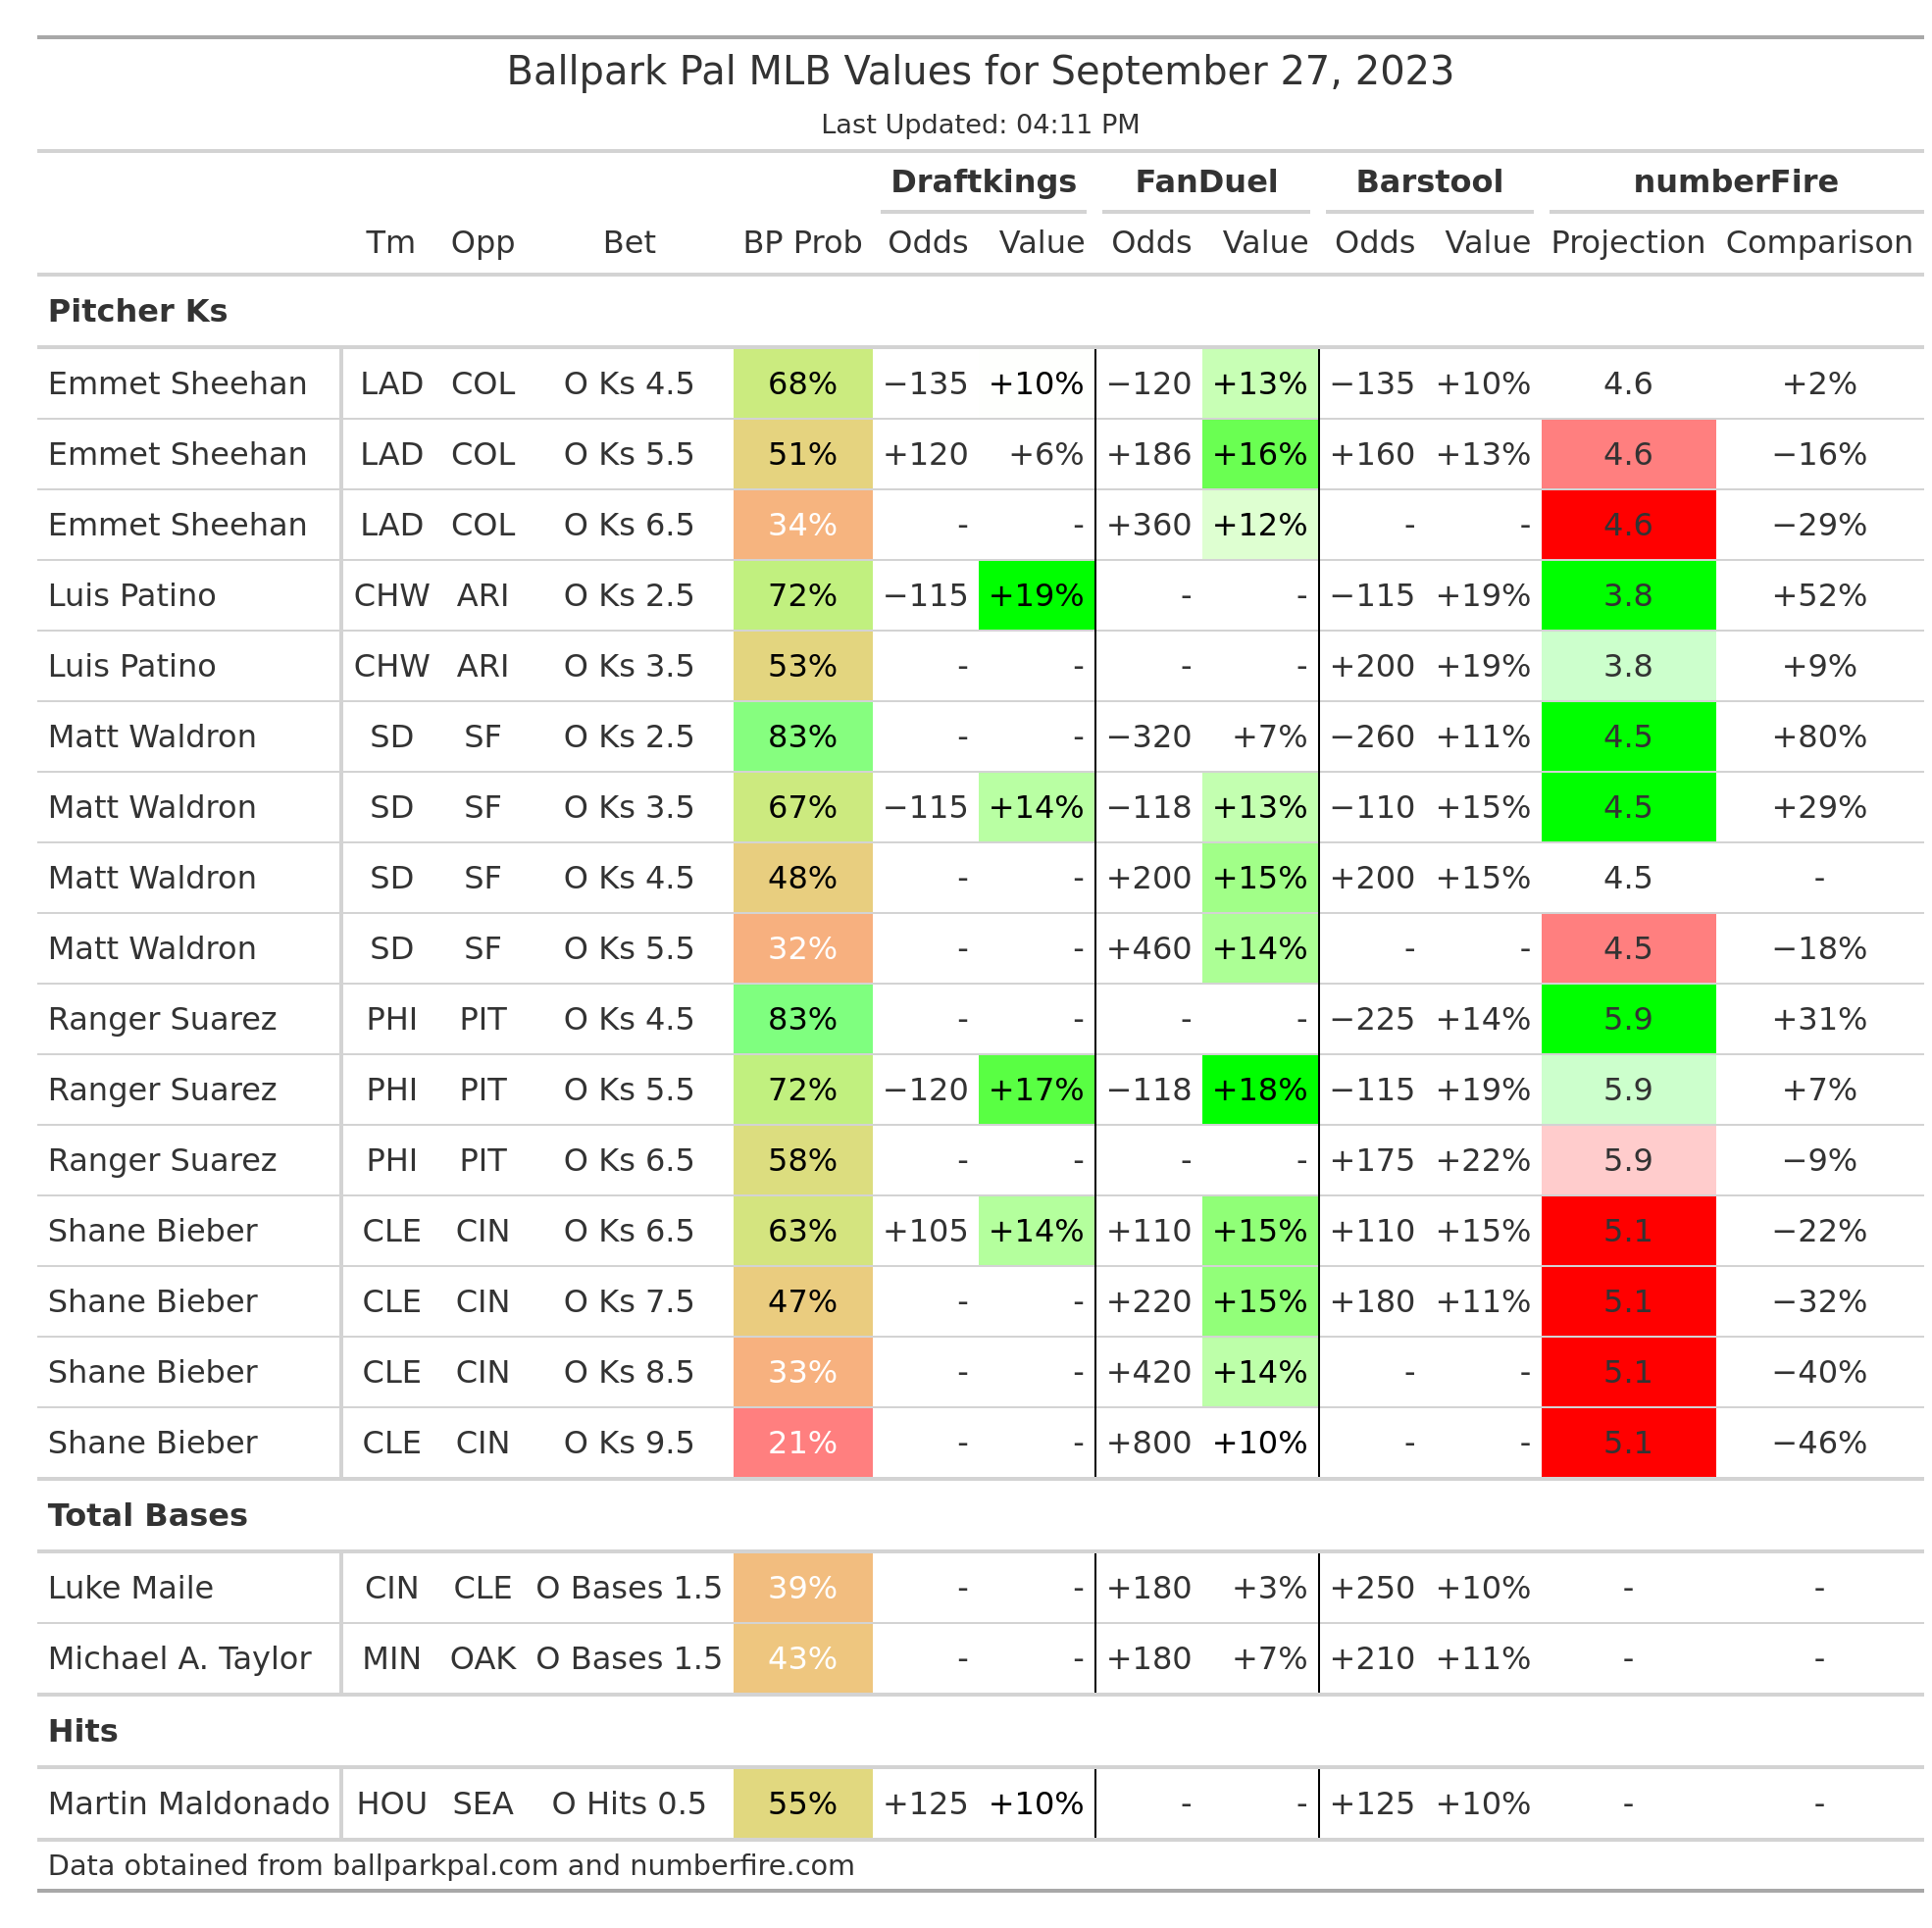 Ballpark Pal MLB Values for September 27, 2023
Last Updated: 04:11 PM
Draftkings FanDuel Barstool numberFire
Tm Opp Bet BP Prob Odds Value Odds Value Odds Value Projection Comparison
Pitcher Ks
Emmet Sheehan LAD COL O Ks 4.5 68% −135 +10% −120 +13% −135 +10% 4.6 +2%
Emmet Sheehan LAD COL O Ks 5.5 51% +120 +6% +186 +16% +160 +13% 4.6 −16%
Emmet Sheehan LAD COL O Ks 6.5 34% - - +360 +12% - - 4.6 −29%
Luis Patino CHW ARI O Ks 2.5 72% −115 +19% - - −115 +19% 3.8 +52%
Luis Patino CHW ARI O Ks 3.5 53% - - - - +200 +19% 3.8 +9%
Matt Waldron SD SF O Ks 2.5 83% - - −320 +7% −260 +11% 4.5 +80%
Matt Waldron SD SF O Ks 3.5 67% −115 +14% −118 +13% −110 +15% 4.5 +29%
Matt Waldron SD SF O Ks 4.5 48% - - +200 +15% +200 +15% 4.5 -
Matt Waldron SD SF O Ks 5.5 32% - - +460 +14% - - 4.5 −18%
Ranger Suarez PHI PIT O Ks 4.5 83% - - - - −225 +14% 5.9 +31%
Ranger Suarez PHI PIT O Ks 5.5 72% −120 +17% −118 +18% −115 +19% 5.9 +7%
Ranger Suarez PHI PIT O Ks 6.5 58% - - - - +175 +22% 5.9 −9%
Shane Bieber CLE CIN O Ks 6.5 63% +105 +14% +110 +15% +110 +15% 5.1 −22%
Shane Bieber CLE CIN O Ks 7.5 47% - - +220 +15% +180 +11% 5.1 −32%
Shane Bieber CLE CIN O Ks 8.5 33% - - +420 +14% - - 5.1 −40%
Shane Bieber CLE CIN O Ks 9.5 21% - - +800 +10% - - 5.1 −46%
Total Bases
Luke Maile CIN CLE O Bases 1.5 39% - - +180 +3% +250 +10% - -
Michael A. Taylor MIN OAK O Bases 1.5 43% - - +180 +7% +210 +11% - -
Hits
Martin Maldonado HOU SEA O Hits 0.5 55% +125 +10% - - +125 +10% - -
Data obtained from ballparkpal.com and numberfire.com